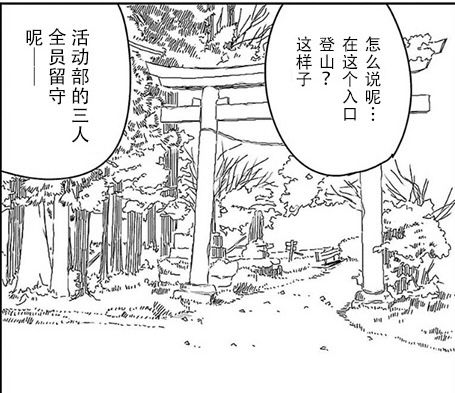 怎么说呢…
在这个入口
登山？
这样子
活动部的三人
全员留守
呢——